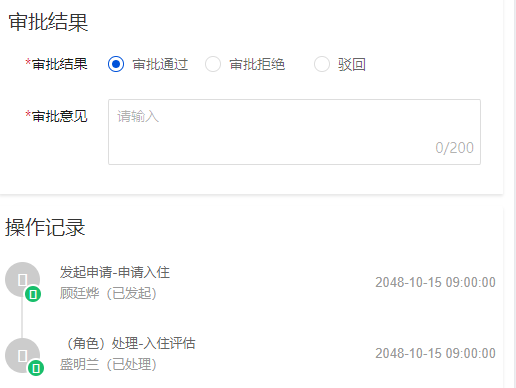 审批结果
*审批结果 审批通过 审批拒绝 驳回
*审批意见 请输入
0/200
操作记录
发起申请-申请入住
顾廷烨（已发起） 2048-10-15 09:00:00
（角色）处理-入住评估
盛明兰（已处理） 2048-10-15 09:00:00